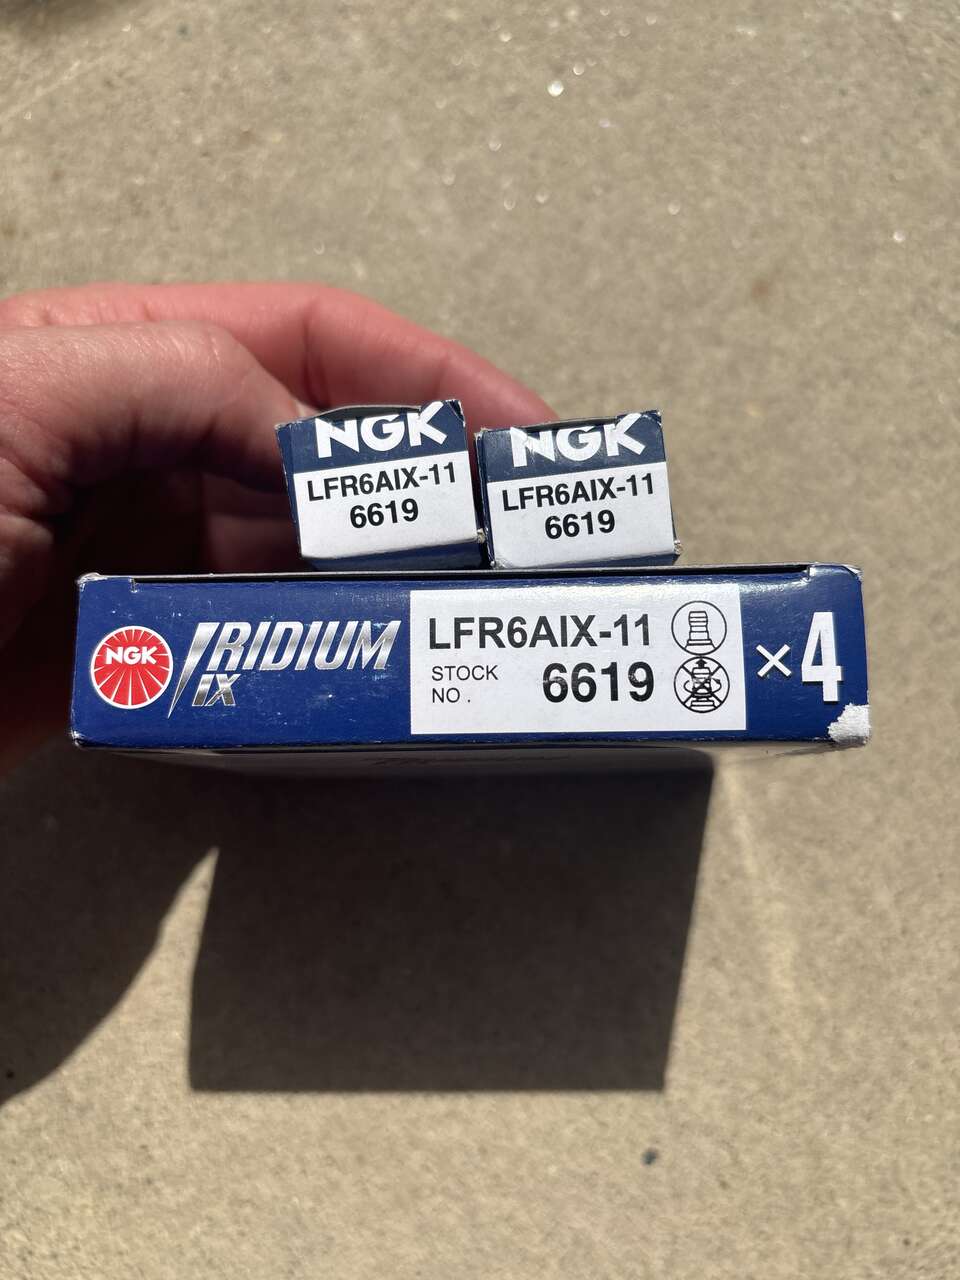 NGK
LFR6AIX-11
6619
NGK
LFR6AIX-11
6619
NGK
IRIDIUM
IX
LFR6AIX-11
STOCK
NO.
6619
×4